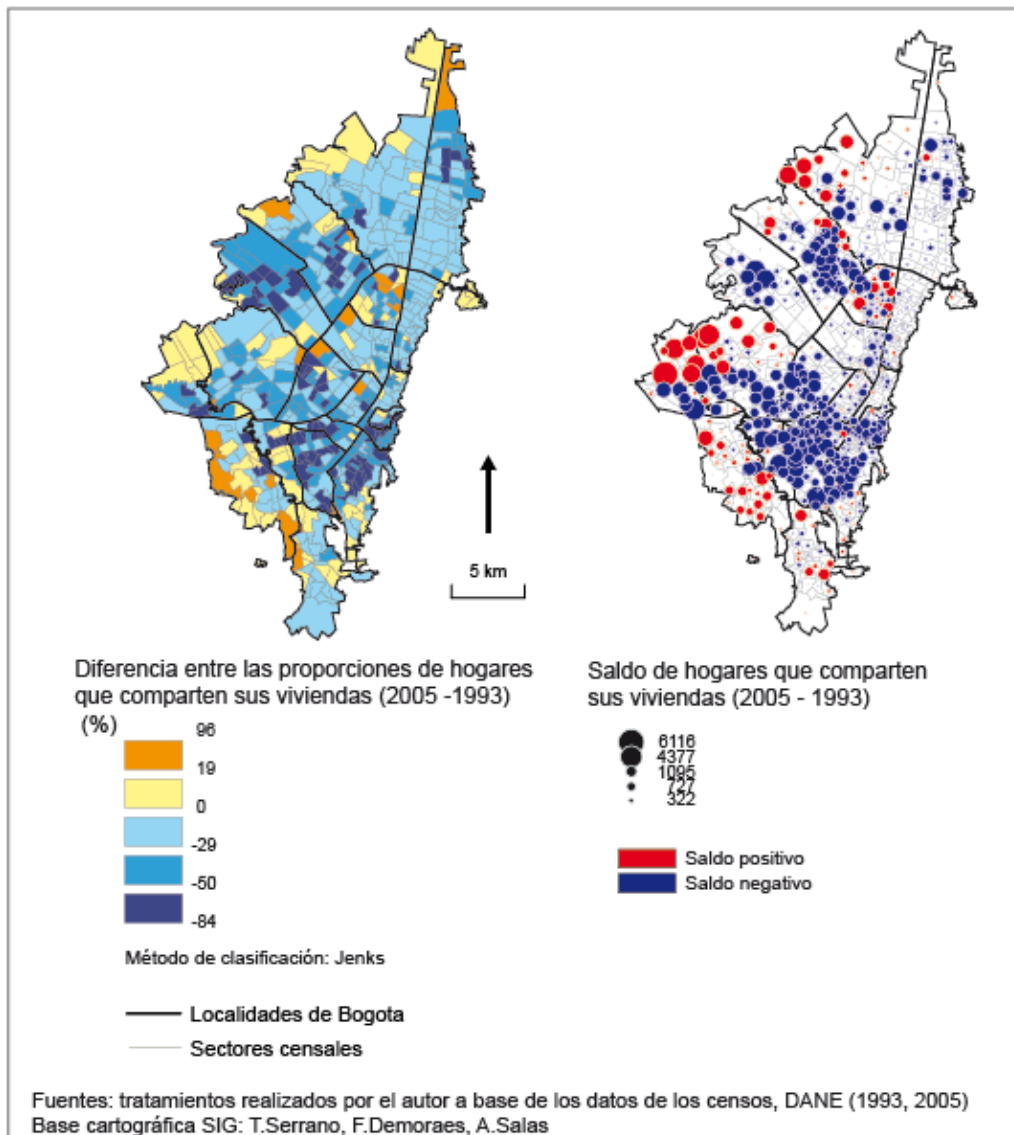 5 km
Diferencia entre las proporciones de hogares
que comparten sus viviendas (2005 -1993)
(%)
96
19
0
-29
-50
-84
Método de clasificación: Jenks
Localidades de Bogota
Sectores censales
Saldo de hogares que comparten
sus viviendas (2005 - 1993)
6116
4377
1095
727
322
Saldo positivo
Saldo negativo
Fuentes: tratamientos realizados por el autor a base de los datos de los censos, DANE (1993, 2005)
Base cartográfica SIG: T.Serrano, F.Demoraes, A.Salas